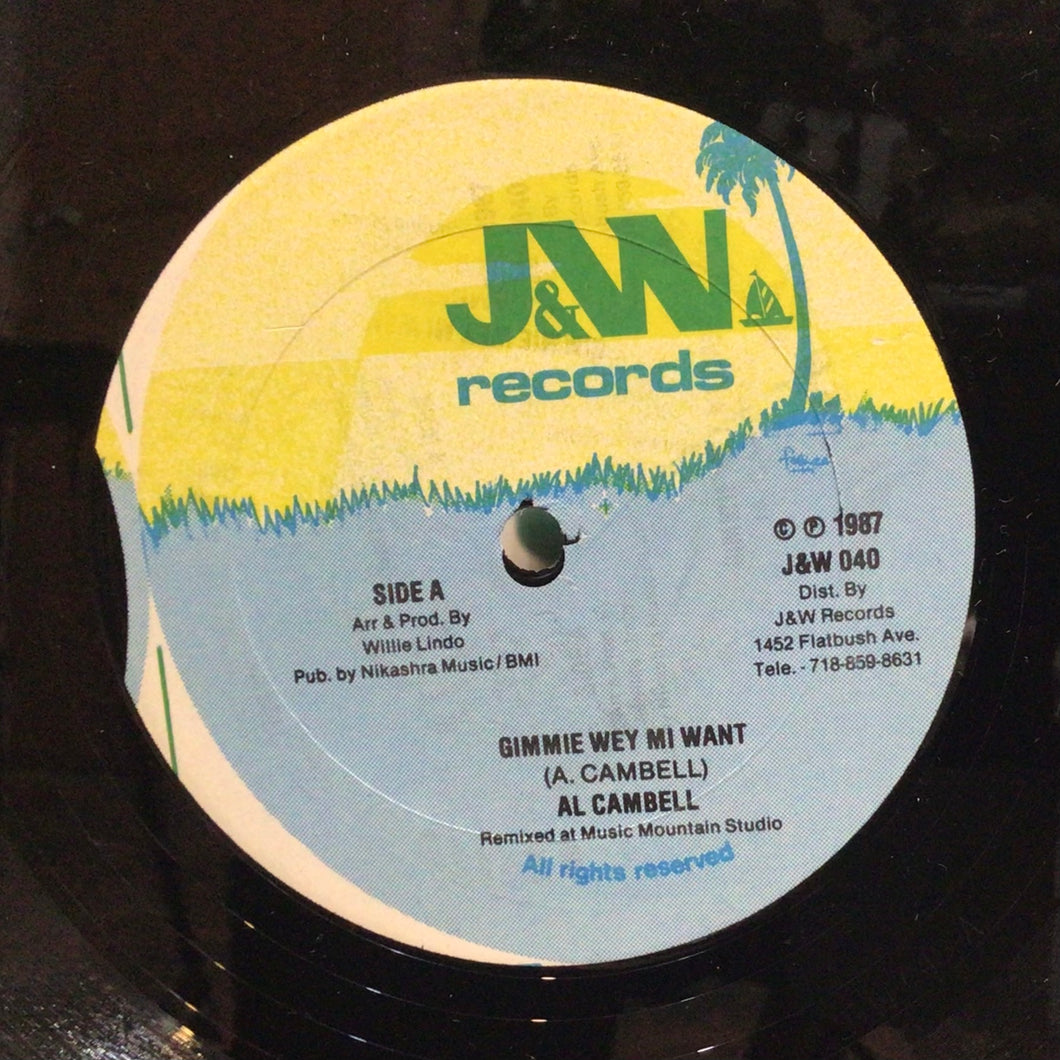 J&W
records
SIDE A
Arr & Prod. By
Willie Lindo
Pub. by Nikashra Music/BMI
© ℗ 1987
J&W 040
Dist. By
J&W Records
1452 Flatbush Ave.
Tele. - 718-859-8631
GIMMIE WEY MI WANT
(A. CAMBELL)
AL CAMBELL
Remixed at Music Mountain Studio
All rights reserved